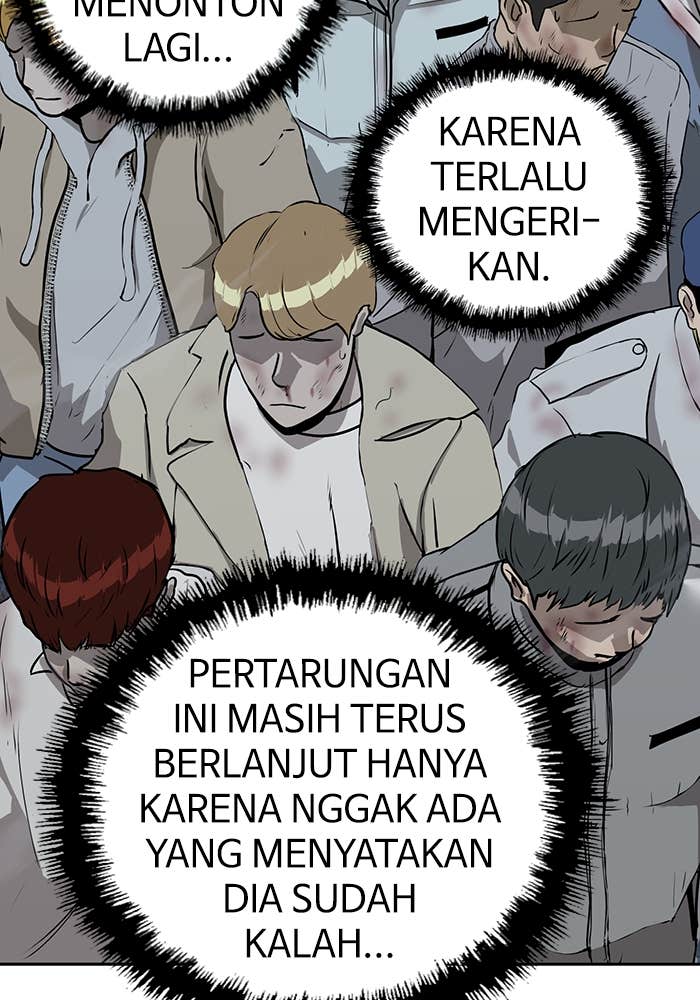 MENONTON
LAGI...
KARENA
TERLALU
MENGERI-
KAN.
PERTARUNGAN
INI MASIH TERUS
BERLANJUT HANYA
KARENA NGGAK ADA
YANG MENYATAKAN
DIA SUDAH
KALAH...